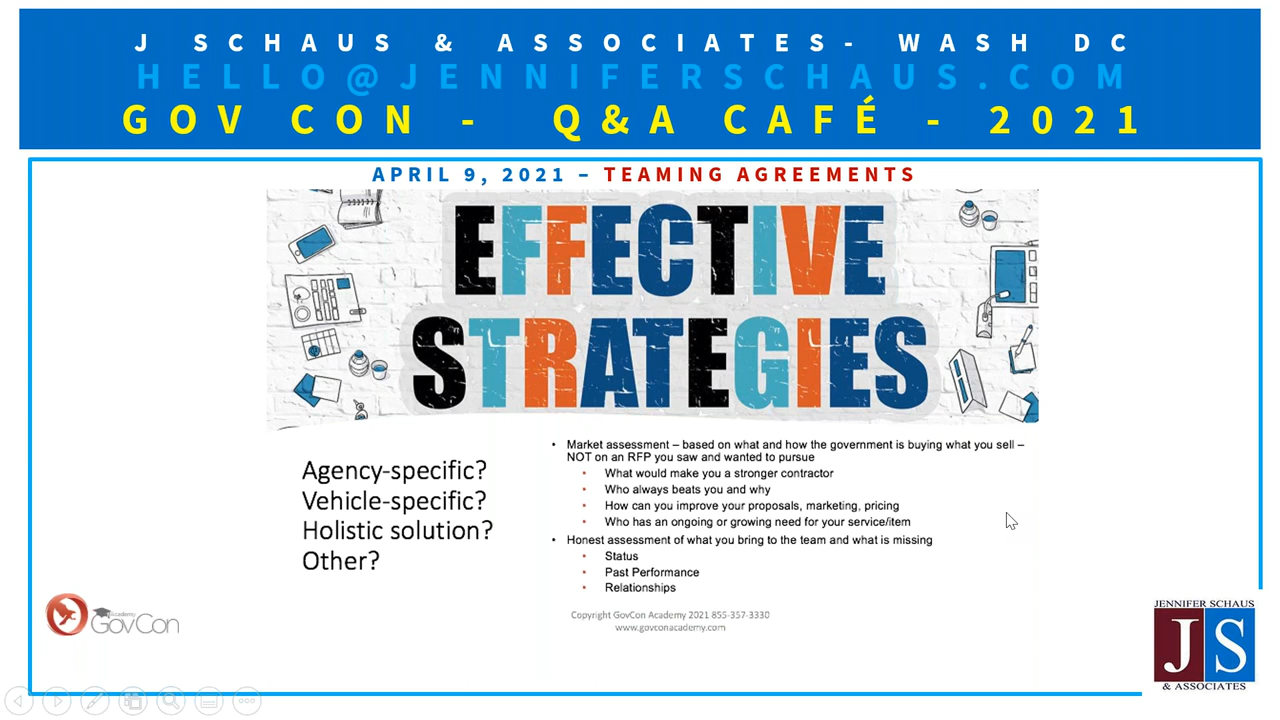 J SCHAUS & ASSOCIATES- WASH DC
HELLO@JENNIFERSCHAUS.COM
GOV CON - Q&A CAFÉ - 2021
APRIL 9, 2021 – TEAMING AGREEMENTS
EFFECTIVE
STRATEGIES
Agency-specific?
Vehicle-specific?
Holistic solution?
Other?
• Market assessment – based on what and how the government is buying what you sell –
NOT on an RFP you saw and wanted to pursue
• What would make you a stronger contractor
• Who always beats you and why
• How can you improve your proposals, marketing, pricing
• Who has an ongoing or growing need for your service/item
• Honest assessment of what you bring to the team and what is missing
• Status
• Past Performance
• Relationships
Copyright GovCon Academy 2021 855-357-3330
www.govconacademy.com
Academy
GovCon
JENNIFER SCHAUS
JS
& ASSOCIATES